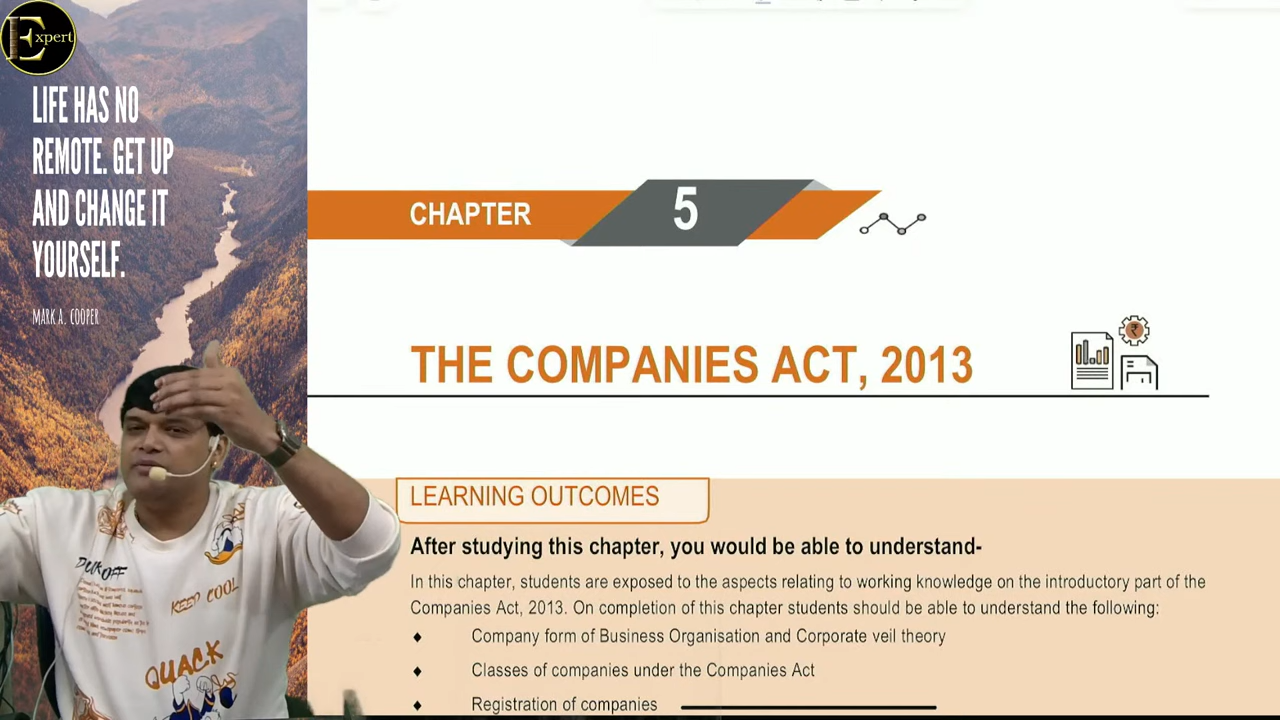 Expert
LIFE HAS NO
REMOTE. GET UP
AND CHANGE IT
YOURSELF.
MARK A. COOPER
CHAPTER 5
THE COMPANIES ACT, 2013
LEARNING OUTCOMES
After studying this chapter, you would be able to understand-
In this chapter, students are exposed to the aspects relating to working knowledge on the introductory part of the
Companies Act, 2013. On completion of this chapter students should be able to understand the following:
♦ Company form of Business Organisation and Corporate veil theory
♦ Classes of companies under the Companies Act
♦ Registration of companies
KEEP COOL
QUACK